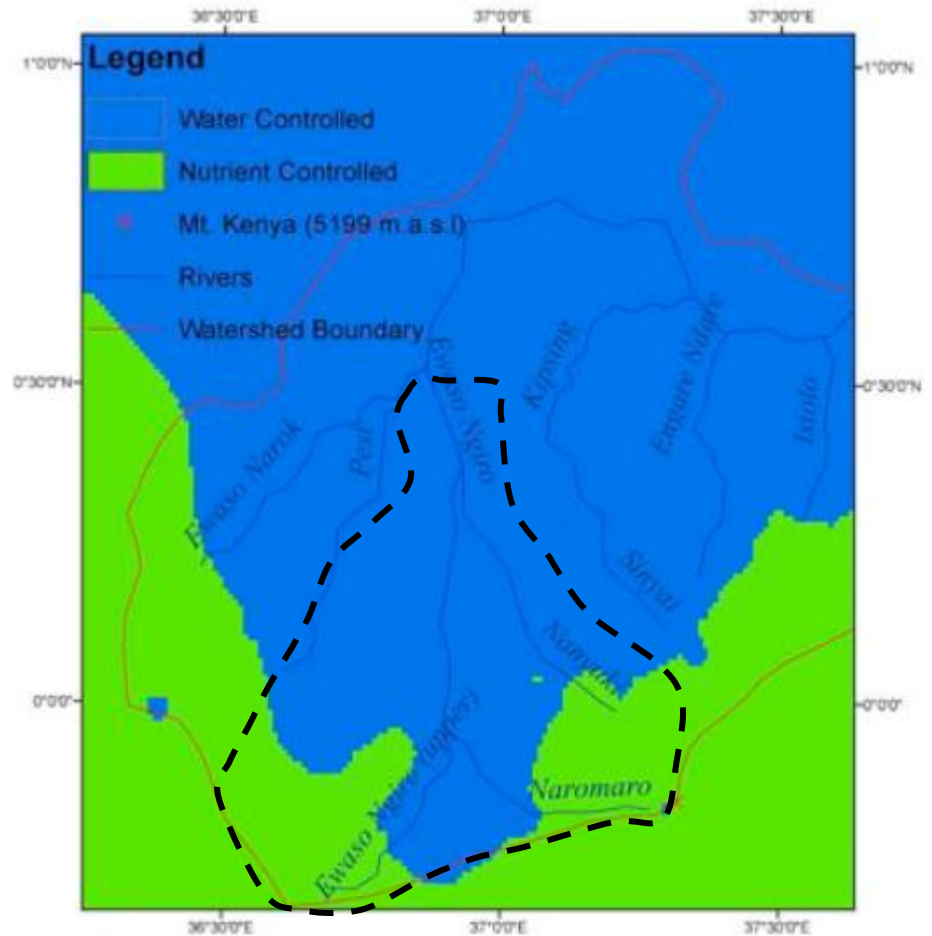 36°30'0"E 37°0'0"E 37°30'0"E
1°0'0"N 1°0'0"N
Legend
Water Controlled
Nutrient Controlled
Mt. Kenya (5199 m.a.s.l)
Rivers
Watershed Boundary
0°30'0"N 0°30'0"N
Ewaso Ngiro
Kipsing
Engare Ndare
Isiolo
Ewaso Narok
Pesi
Sinyai
Nanyuki
0°0'0" 0°0'0"
Ewaso Ngiro (upper)
Naromaro
36°30'0"E 37°0'0"E 37°30'0"E